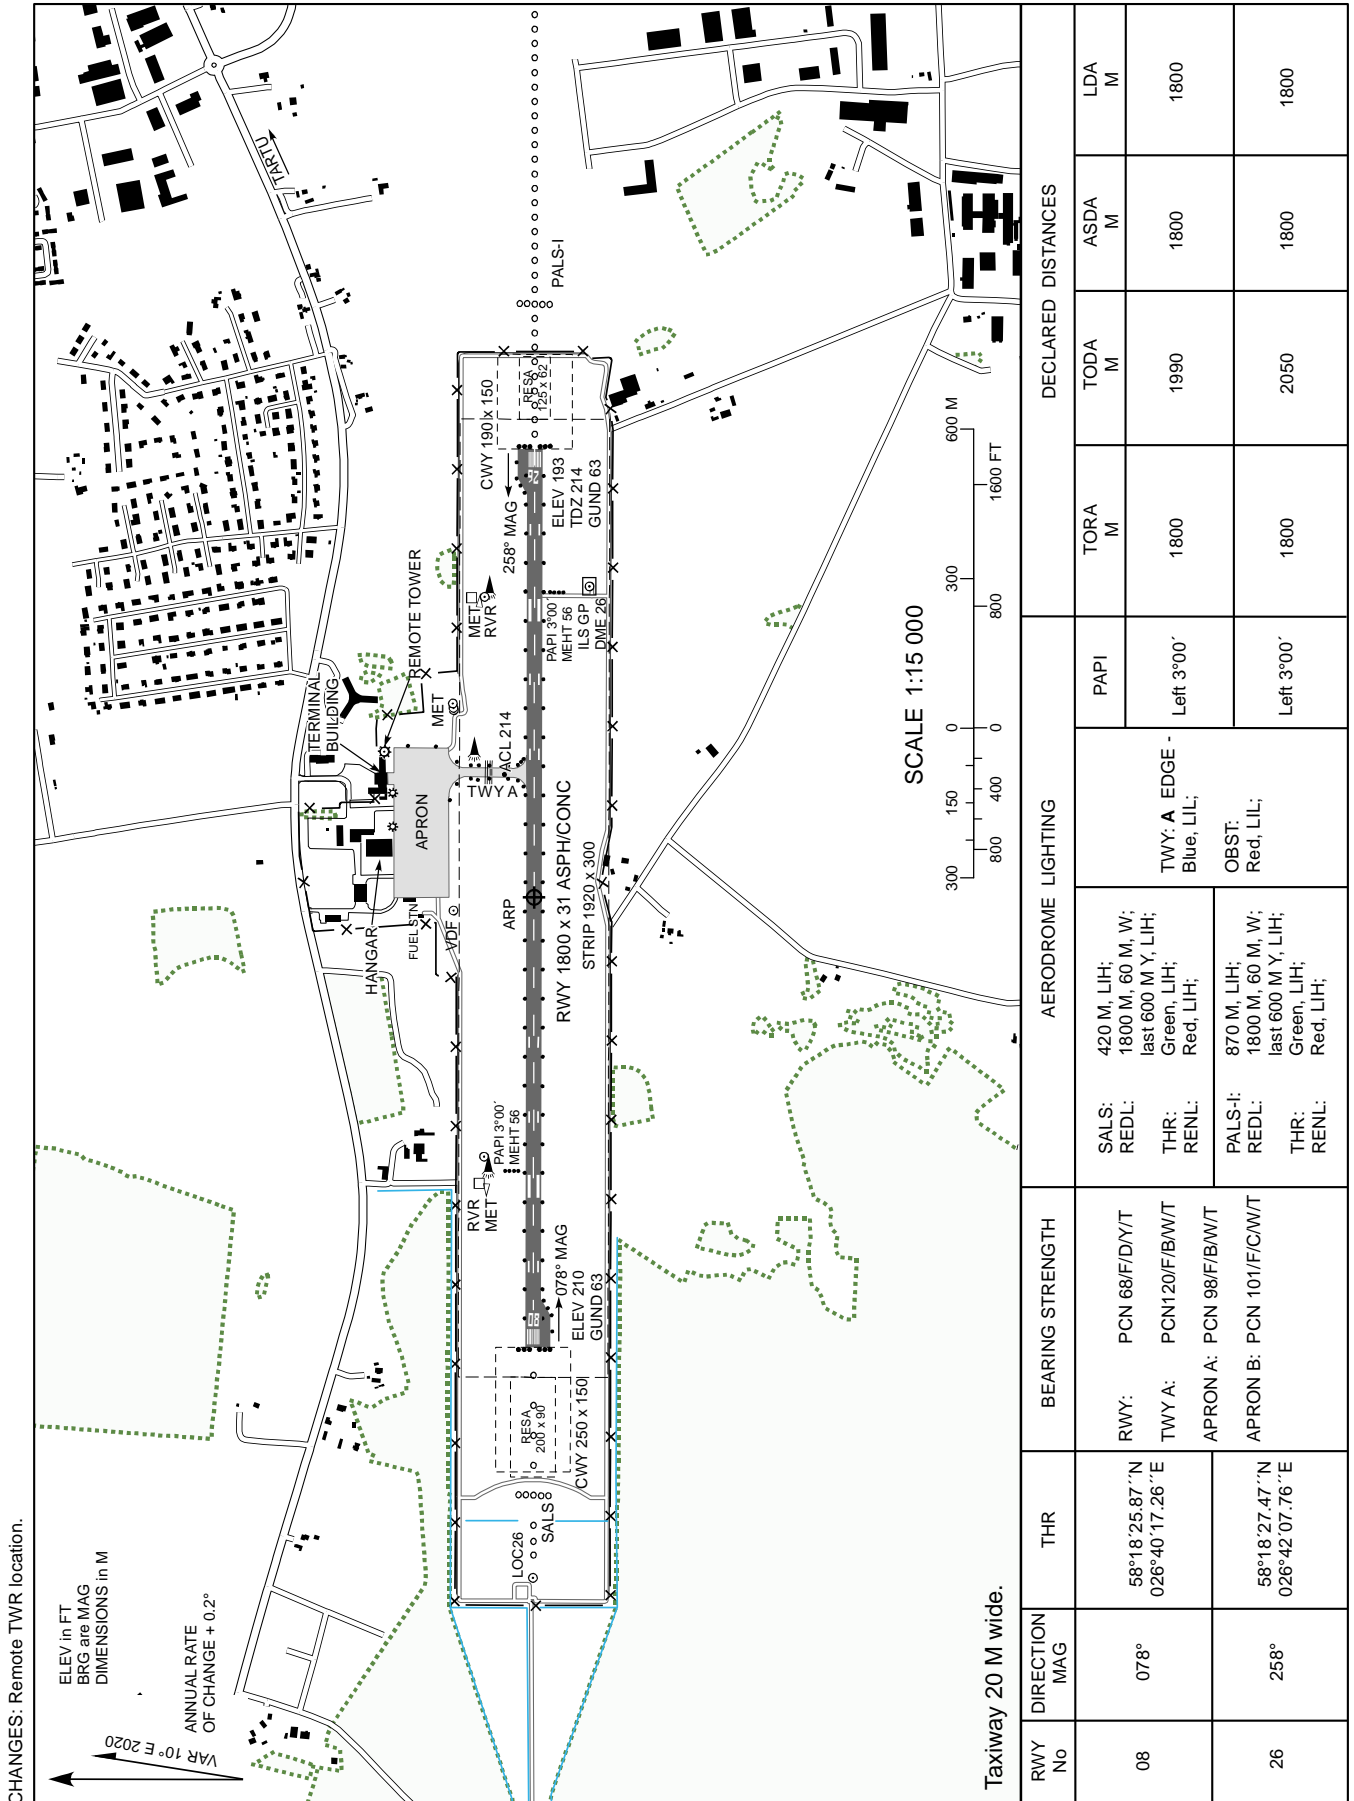 CHANGES: Remote TWR location.
ELEV in FT
BRG are MAG
DIMENSIONS in M
VAR 10° E 2020
ANNUAL RATE
OF CHANGE + 0.2°
TARTU
TERMINAL
BUILDING
REMOTE TOWER
HANGAR
FUEL STN
APRON
VDF
MET
TWY A
ACL 214
RVR
MET
PAPI 3°00´
MEHT 56
MET
RVR
258° MAG
CWY 190 x 150
RESA
125 x 62
PALS-I
LOC26
SALS
RESA
200 x 90
CWY 250 x 150
078° MAG
ELEV 210
GUND 63
ARP
RWY 1800 x 31 ASPH/CONC
STRIP 1920 x 300
PAPI 3°00´
MEHT 56
ILS GP
DME 26
ELEV 193
TDZ 214
GUND 63
SCALE 1:15 000
300 150 0 300 600 M
800 400 0 800 1600 FT
Taxiway 20 M wide.
RWY
No
DIRECTION
MAG
THR
BEARING STRENGTH
AERODROME LIGHTING
PAPI
DECLARED DISTANCES
TORA
M
TODA
M
ASDA
M
LDA
M
08
078°
58°18´25.87´´N
026°40´17.26´´E
26
258°
58°18´27.47´´N
026°42´07.76´´E
RWY: PCN 68/F/D/Y/T
TWY A: PCN120/F/B/W/T
APRON A: PCN 98/F/B/W/T
APRON B: PCN 101/F/C/W/T
SALS: 420 M, LIH;
REDL: 1800 M, 60 M, W;
last 600 M Y, LIH;
THR: Green, LIH;
RENL: Red, LIH;
PALS-I: 870 M, LIH;
REDL: 1800 M, 60 M, W;
last 600 M Y, LIH;
THR: Green, LIH;
RENL: Red, LIH;
TWY: A EDGE -
Blue, LIL;
OBST:
Red, LIL;
Left 3°00´
1800 1990 1800 1800
Left 3°00´
1800 2050 1800 1800